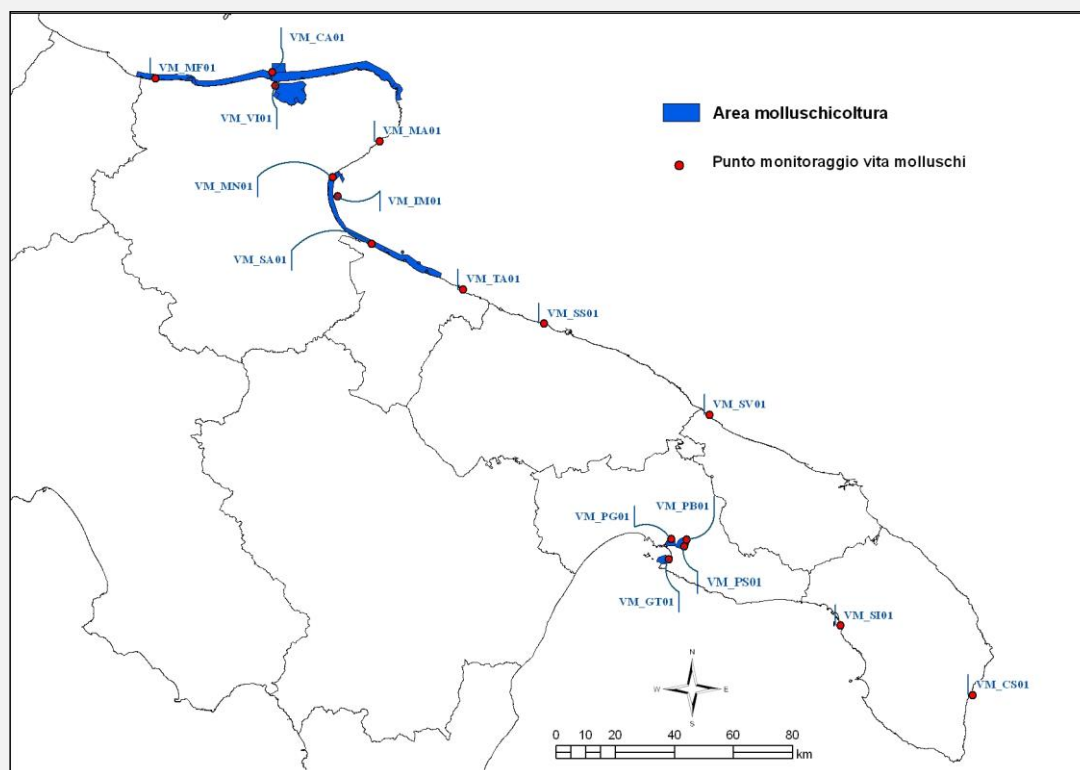 VM_CA01
VM_MF01
VM_VI01
Area molluschicoltura
VM_MA01
Punto monitoraggio vita molluschi
VM_MN01
VM_IM01
VM_SA01
VM_TA01
VM_SS01
VM_SV01
VM_PB01
VM_PG01
VM_PS01
VM_GT01
VM_SI01
VM_CS01
N
W E
S
0 10 20 40 60 80
km